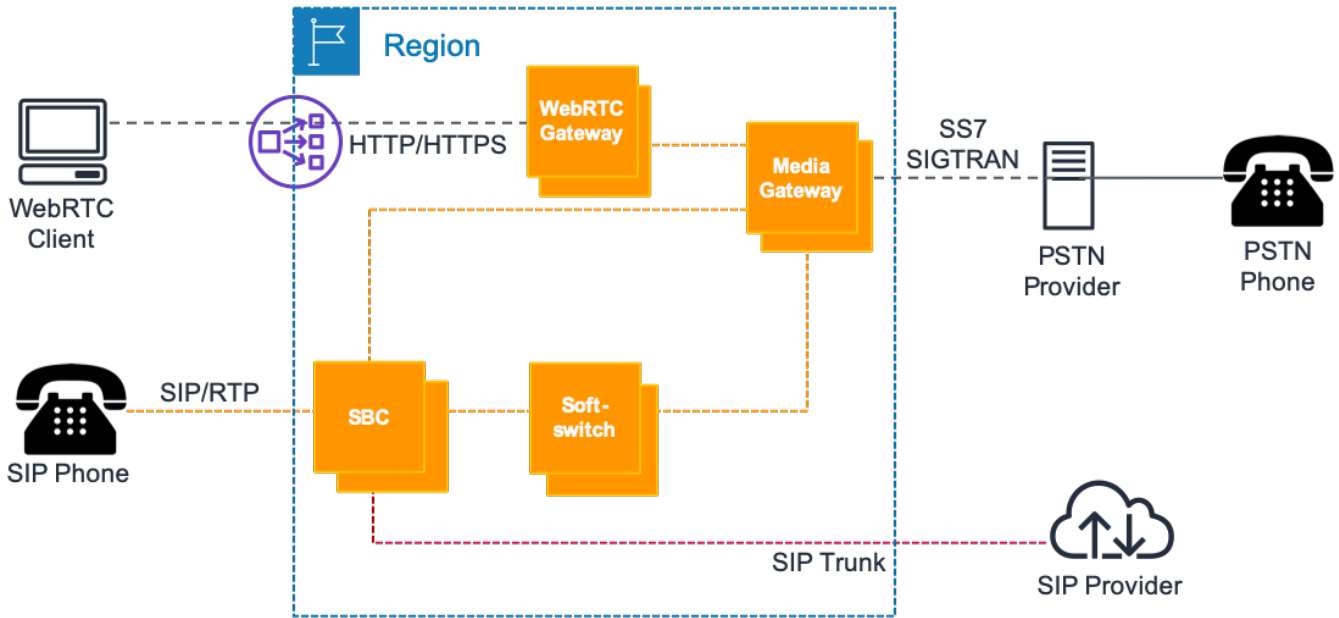 Region
WebRTC
Gateway
HTTP/HTTPS
SS7
SIGTRAN
Media
Gateway
WebRTC
Client
PSTN
Provider
PSTN
Phone
SIP/RTP
SBC
Soft-
switch
SIP Phone
SIP Trunk
SIP Provider